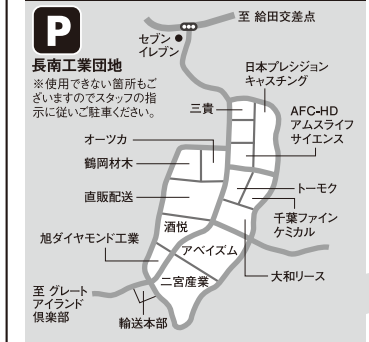 P
至 給田交差点
セブン
イレブン
長南工業団地
※使用できない箇所もご
ざいますのでスタッフの指
示に従いご駐車ください。
日本プレシジョン
キャスチング
三貴
AFC-HD
アムスライフ
サイエンス
オーツカ
鶴岡材木
トーモク
直販配送
千葉ファイン
ケミカル
酒悦
旭ダイヤモンド工業
アベイズム
大和リース
二宮産業
至 グレート
アイランド
倶楽部
輸送本部